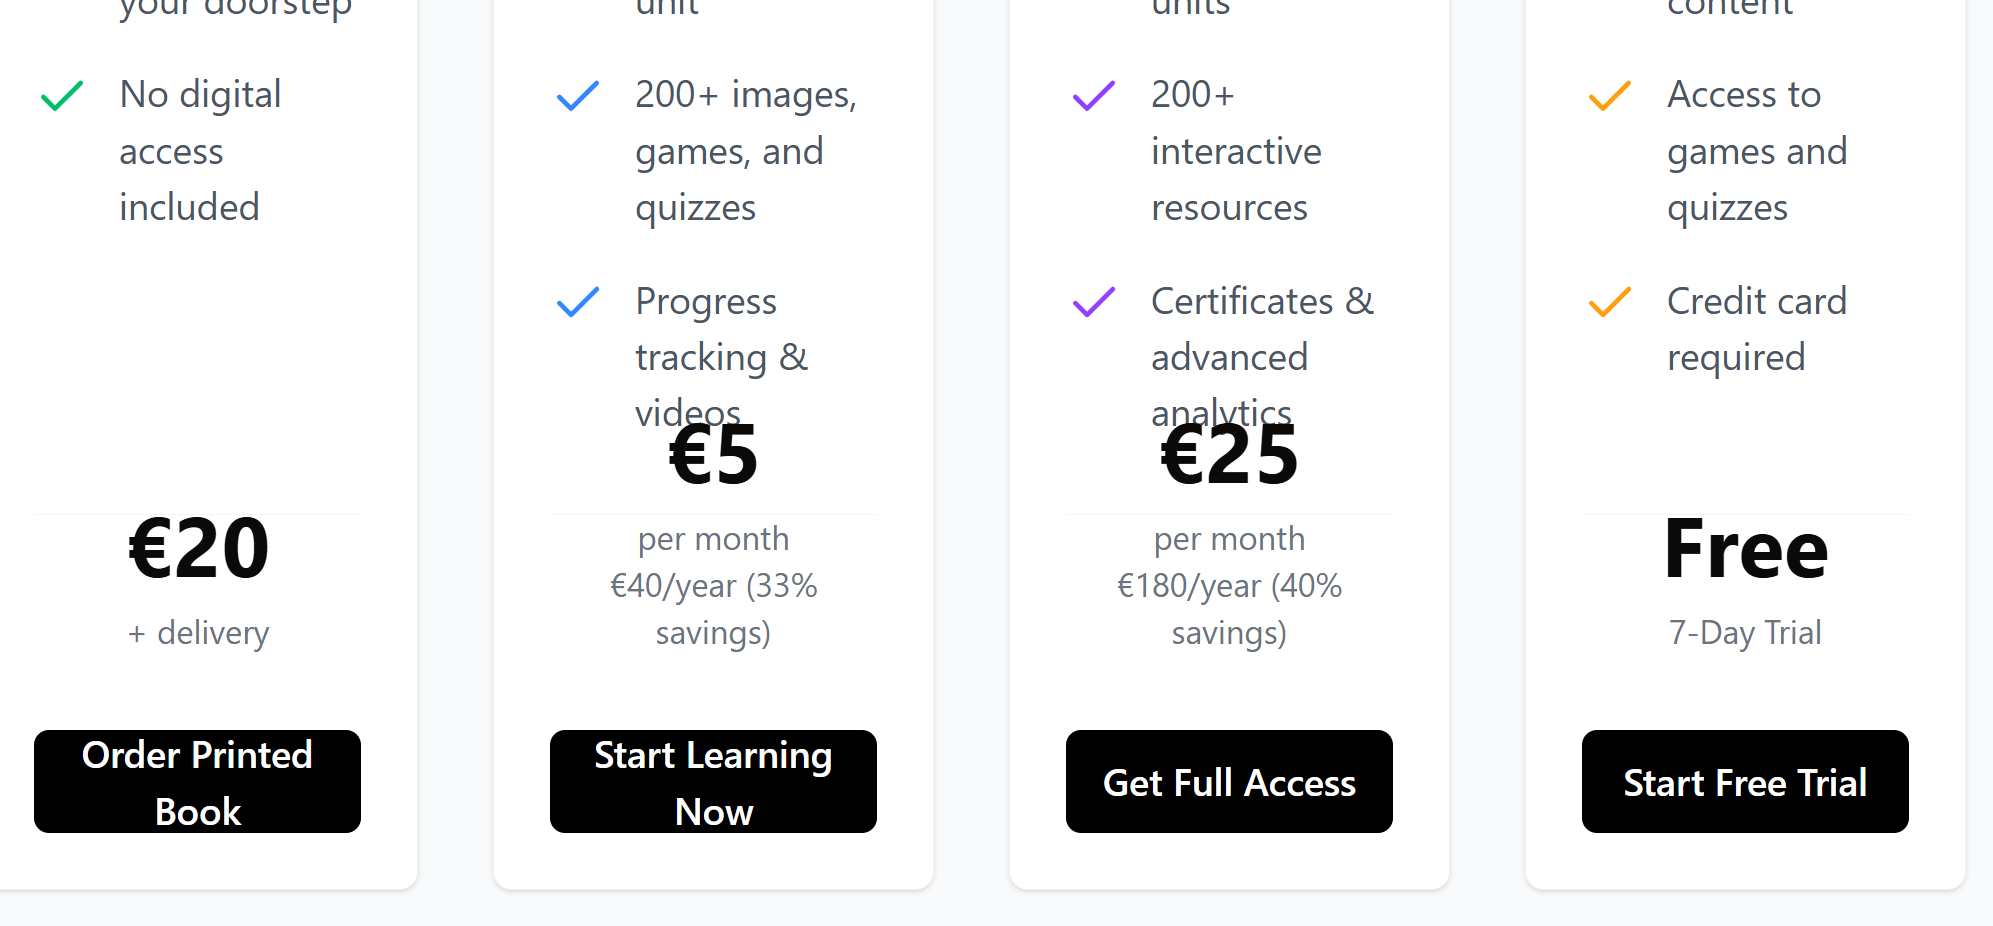 your doorstep
No digital
access
included
€20
+ delivery
Order Printed
Book
unit
200+ images,
games, and
quizzes
Progress
tracking &
videos
€5
per month
€40/year (33%
savings)
Start Learning
Now
units
200+
interactive
resources
Certificates &
advanced
analytics
€25
per month
€180/year (40%
savings)
Get Full Access
content
Access to
games and
quizzes
Credit card
required
Free
7-Day Trial
Start Free Trial